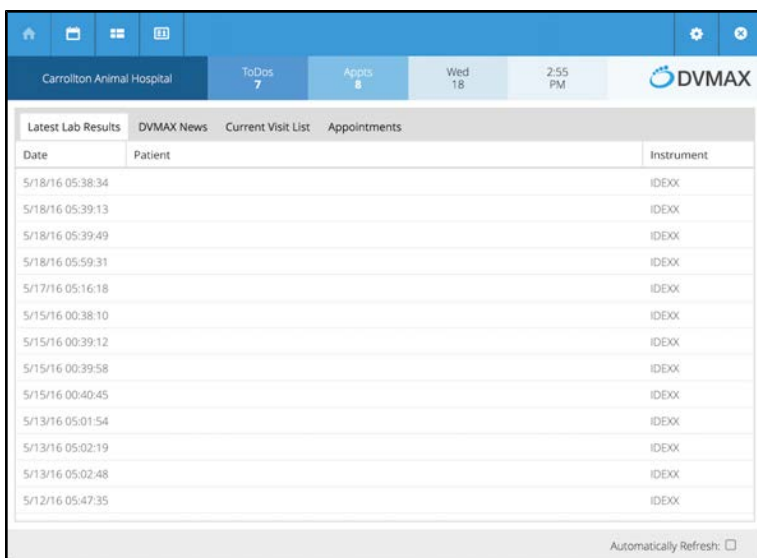 Carrollton Animal Hospital ToDos Appts Wed 2:55 DVMAX
7 8 18 PM
Latest Lab Results DVMAX News Current Visit List Appointments
Date Patient Instrument
5/18/16 05:38:34 IDEXX
5/18/16 05:39:13 IDEXX
5/18/16 05:39:49 IDEXX
5/18/16 05:59:31 IDEXX
5/17/16 05:16:18 IDEXX
5/15/16 00:38:10 IDEXX
5/15/16 00:39:12 IDEXX
5/15/16 00:39:58 IDEXX
5/15/16 00:40:45 IDEXX
5/13/16 05:01:54 IDEXX
5/13/16 05:02:19 IDEXX
5/13/16 05:02:48 IDEXX
5/12/16 05:47:35 IDEXX
Automatically Refresh: